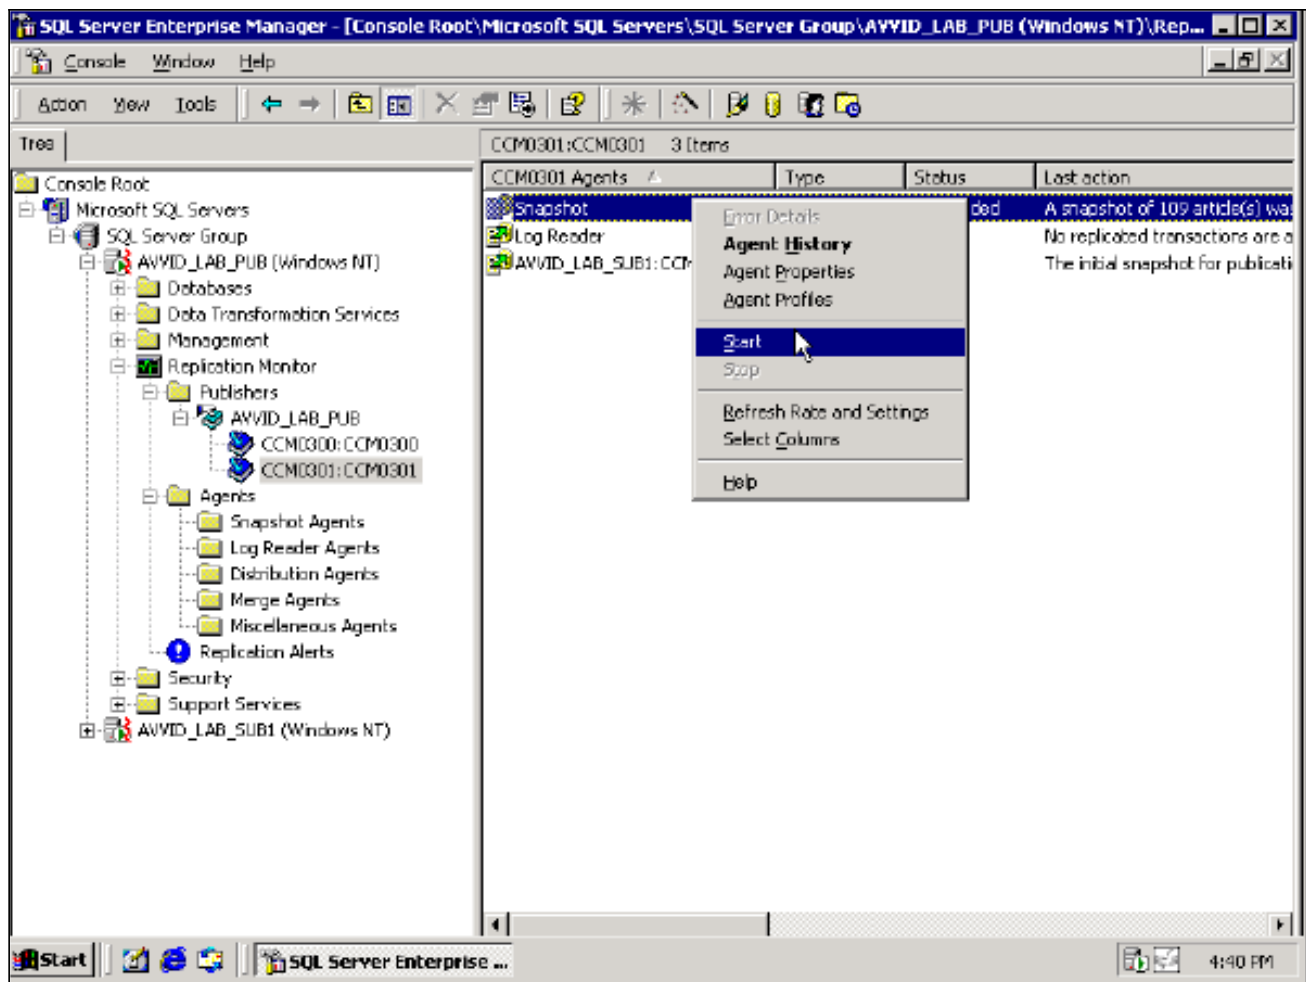 SQL Server Enterprise Manager - [Console Root\Microsoft SQL Servers\SQL Server Group\AVVID_LAB_PUB (Windows NT)\Rep...
Console Window Help
Action View Tools
Tree
CCM0301:CCM0301 3 Items
Console Root
Microsoft SQL Servers
SQL Server Group
AVVID_LAB_PUB (Windows NT)
Databases
Data Transformation Services
Management
Replication Monitor
Publishers
AVVID_LAB_PUB
CCM0300:CCM0300
CCM0301:CCM0301
Agents
Snapshot Agents
Log Reader Agents
Distribution Agents
Merge Agents
Miscellaneous Agents
Replication Alerts
Security
Support Services
AVVID_LAB_SUB1 (Windows NT)
CCM0301 Agents Type Status Last action
Snapshot ded A snapshot of 109 article(s) was
Log Reader No replicated transactions are a
AVVID_LAB_SUB1:CCM The initial snapshot for publicati
Error Details
Agent History
Agent Properties
Agent Profiles
Start
Stop
Refresh Rate and Settings
Select Columns
Help
Start SQL Server Enterprise ... 4:40 PM